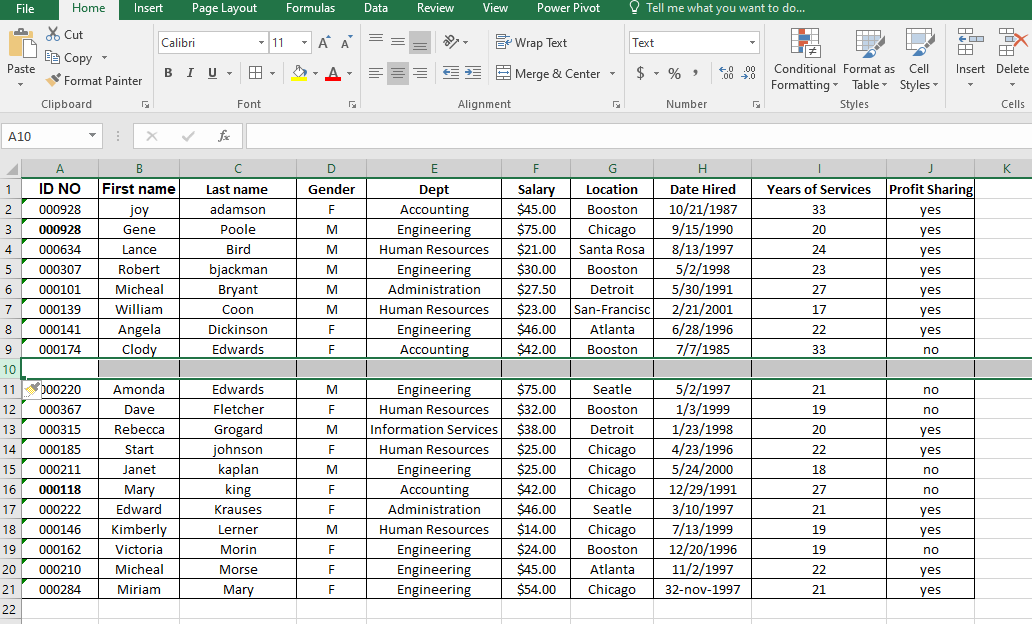 File Home Insert Page Layout Formulas Data Review View Power Pivot Tell me what you want to do...
Cut
Calibri 11 A A Wrap Text Text
Copy
Paste Conditional Format as Cell Insert Delete
Format Painter B I U A Merge & Center $ % , .00 .0 Formatting Table Styles
Clipboard Font Alignment Number Styles Cells
A10 fx
A B C D E F G H I J K
1 ID NO First name Last name Gender Dept Salary Location Date Hired Years of Services Profit Sharing
2 000928 joy adamson F Accounting $45.00 Booston 10/21/1987 33 yes
3 000928 Gene Poole M Engineering $75.00 Chicago 9/15/1990 20 yes
4 000634 Lance Bird M Human Resources $21.00 Santa Rosa 8/13/1997 24 yes
5 000307 Robert bjackman M Engineering $30.00 Booston 5/2/1998 23 yes
6 000101 Micheal Bryant M Administration $27.50 Detroit 5/30/1991 27 yes
7 000139 William Coon M Human Resources $23.00 San-Francisc 2/21/2001 17 yes
8 000141 Angela Dickinson F Engineering $46.00 Atlanta 6/28/1996 22 yes
9 000174 Clody Edwards F Accounting $42.00 Booston 7/7/1985 33 no
10
11 000220 Amonda Edwards M Engineering $75.00 Seatle 5/2/1997 21 no
12 000367 Dave Fletcher F Human Resources $32.00 Booston 1/3/1999 19 no
13 000315 Rebecca Grogard M Information Services $38.00 Detroit 1/23/1998 20 yes
14 000185 Start johnson F Human Resources $25.00 Chicago 4/23/1996 22 yes
15 000211 Janet kaplan M Engineering $25.00 Chicago 5/24/2000 18 no
16 000118 Mary king F Accounting $42.00 Chicago 12/29/1991 27 no
17 000222 Edward Krauses F Administration $46.00 Seatle 3/10/1997 21 yes
18 000146 Kimberly Lerner M Human Resources $14.00 Chicago 7/13/1999 19 yes
19 000162 Victoria Morin F Engineering $24.00 Booston 12/20/1996 19 no
20 000210 Micheal Morse F Engineering $45.00 Atlanta 11/2/1997 22 yes
21 000284 Miriam Mary F Engineering $54.00 Chicago 32-nov-1997 21 yes
22